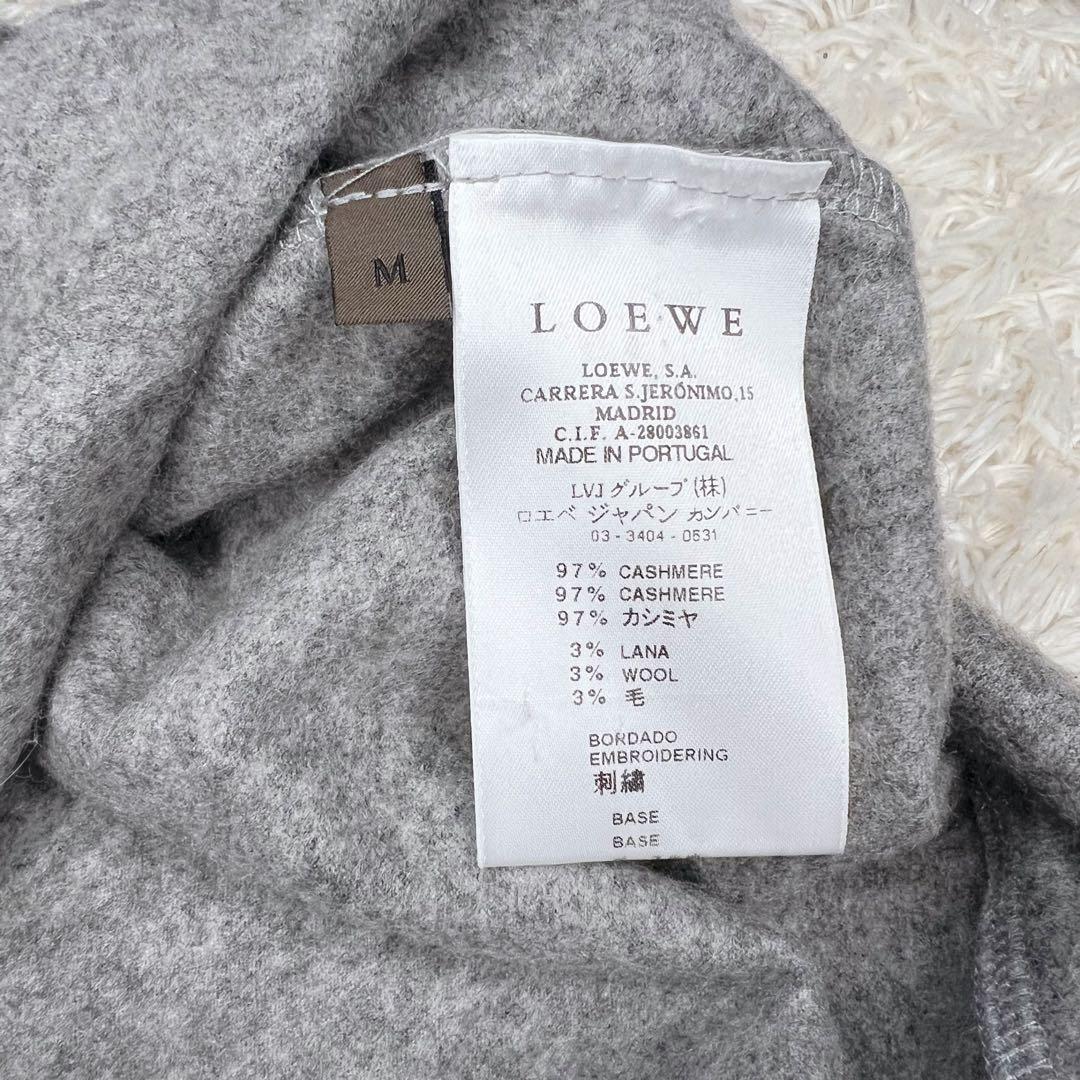 M
LOEWE
LOEWE, S.A.
CARRERA S.JERÓNIMO,15
MADRID
C.I.F. A-28003861
MADE IN PORTUGAL
LVJ グループ (株)
ロエベ ジャパン カンパニー
03 - 3404 - 0631
97% CASHMERE
97% CASHMERE
97% カシミヤ
3% LANA
3% WOOL
3% 毛
BORDADO
EMBROIDERING
刺繍
BASE
BASE